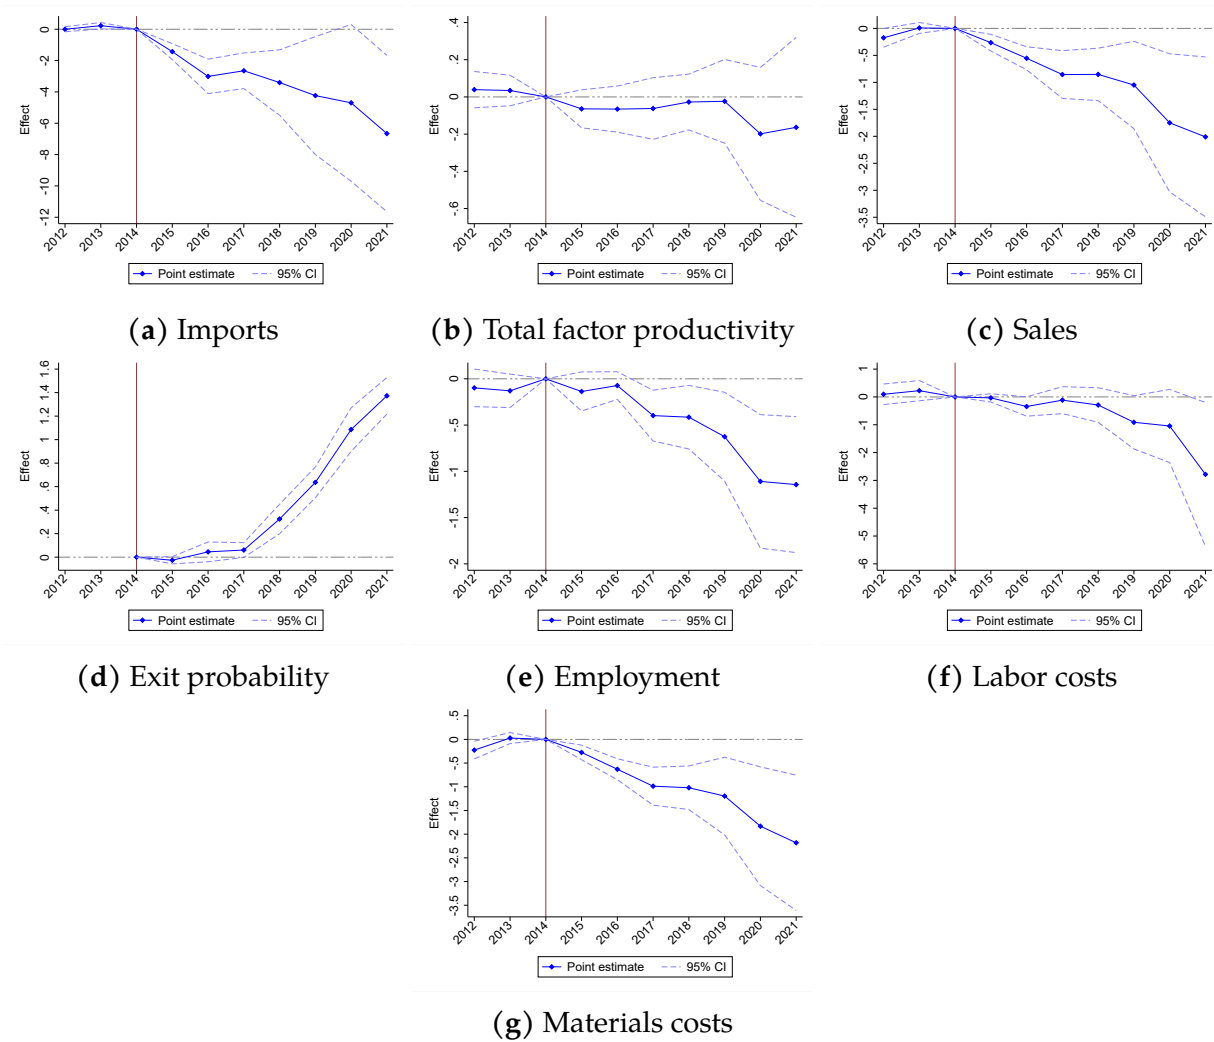 0
-2
-4
-6
-8
-10
-12
Effect
2012 2013 2014 2015 2016 2017 2018 2019 2020 2021
Point estimate 95% CI
(a) Imports
.4
.2
0
-.2
-.4
-.6
Effect
2012 2013 2014 2015 2016 2017 2018 2019 2020 2021
Point estimate 95% CI
(b) Total factor productivity
.5
0
-.5
-1
-1.5
-2
-2.5
-3
-3.5
Effect
2012 2013 2014 2015 2016 2017 2018 2019 2020 2021
Point estimate 95% CI
(c) Sales
1.6
1.4
1.2
1
.8
.6
.4
.2
0
Effect
2012 2013 2014 2015 2016 2017 2018 2019 2020 2021
Point estimate 95% CI
(d) Exit probability
0
-.5
-1
-1.5
-2
Effect
2012 2013 2014 2015 2016 2017 2018 2019 2020 2021
Point estimate 95% CI
(e) Employment
1
0
-1
-2
-3
-4
-5
-6
Effect
2012 2013 2014 2015 2016 2017 2018 2019 2020 2021
Point estimate 95% CI
(f) Labor costs
.5
0
-.5
-1
-1.5
-2
-2.5
-3
-3.5
Effect
2012 2013 2014 2015 2016 2017 2018 2019 2020 2021
Point estimate 95% CI
(g) Materials costs